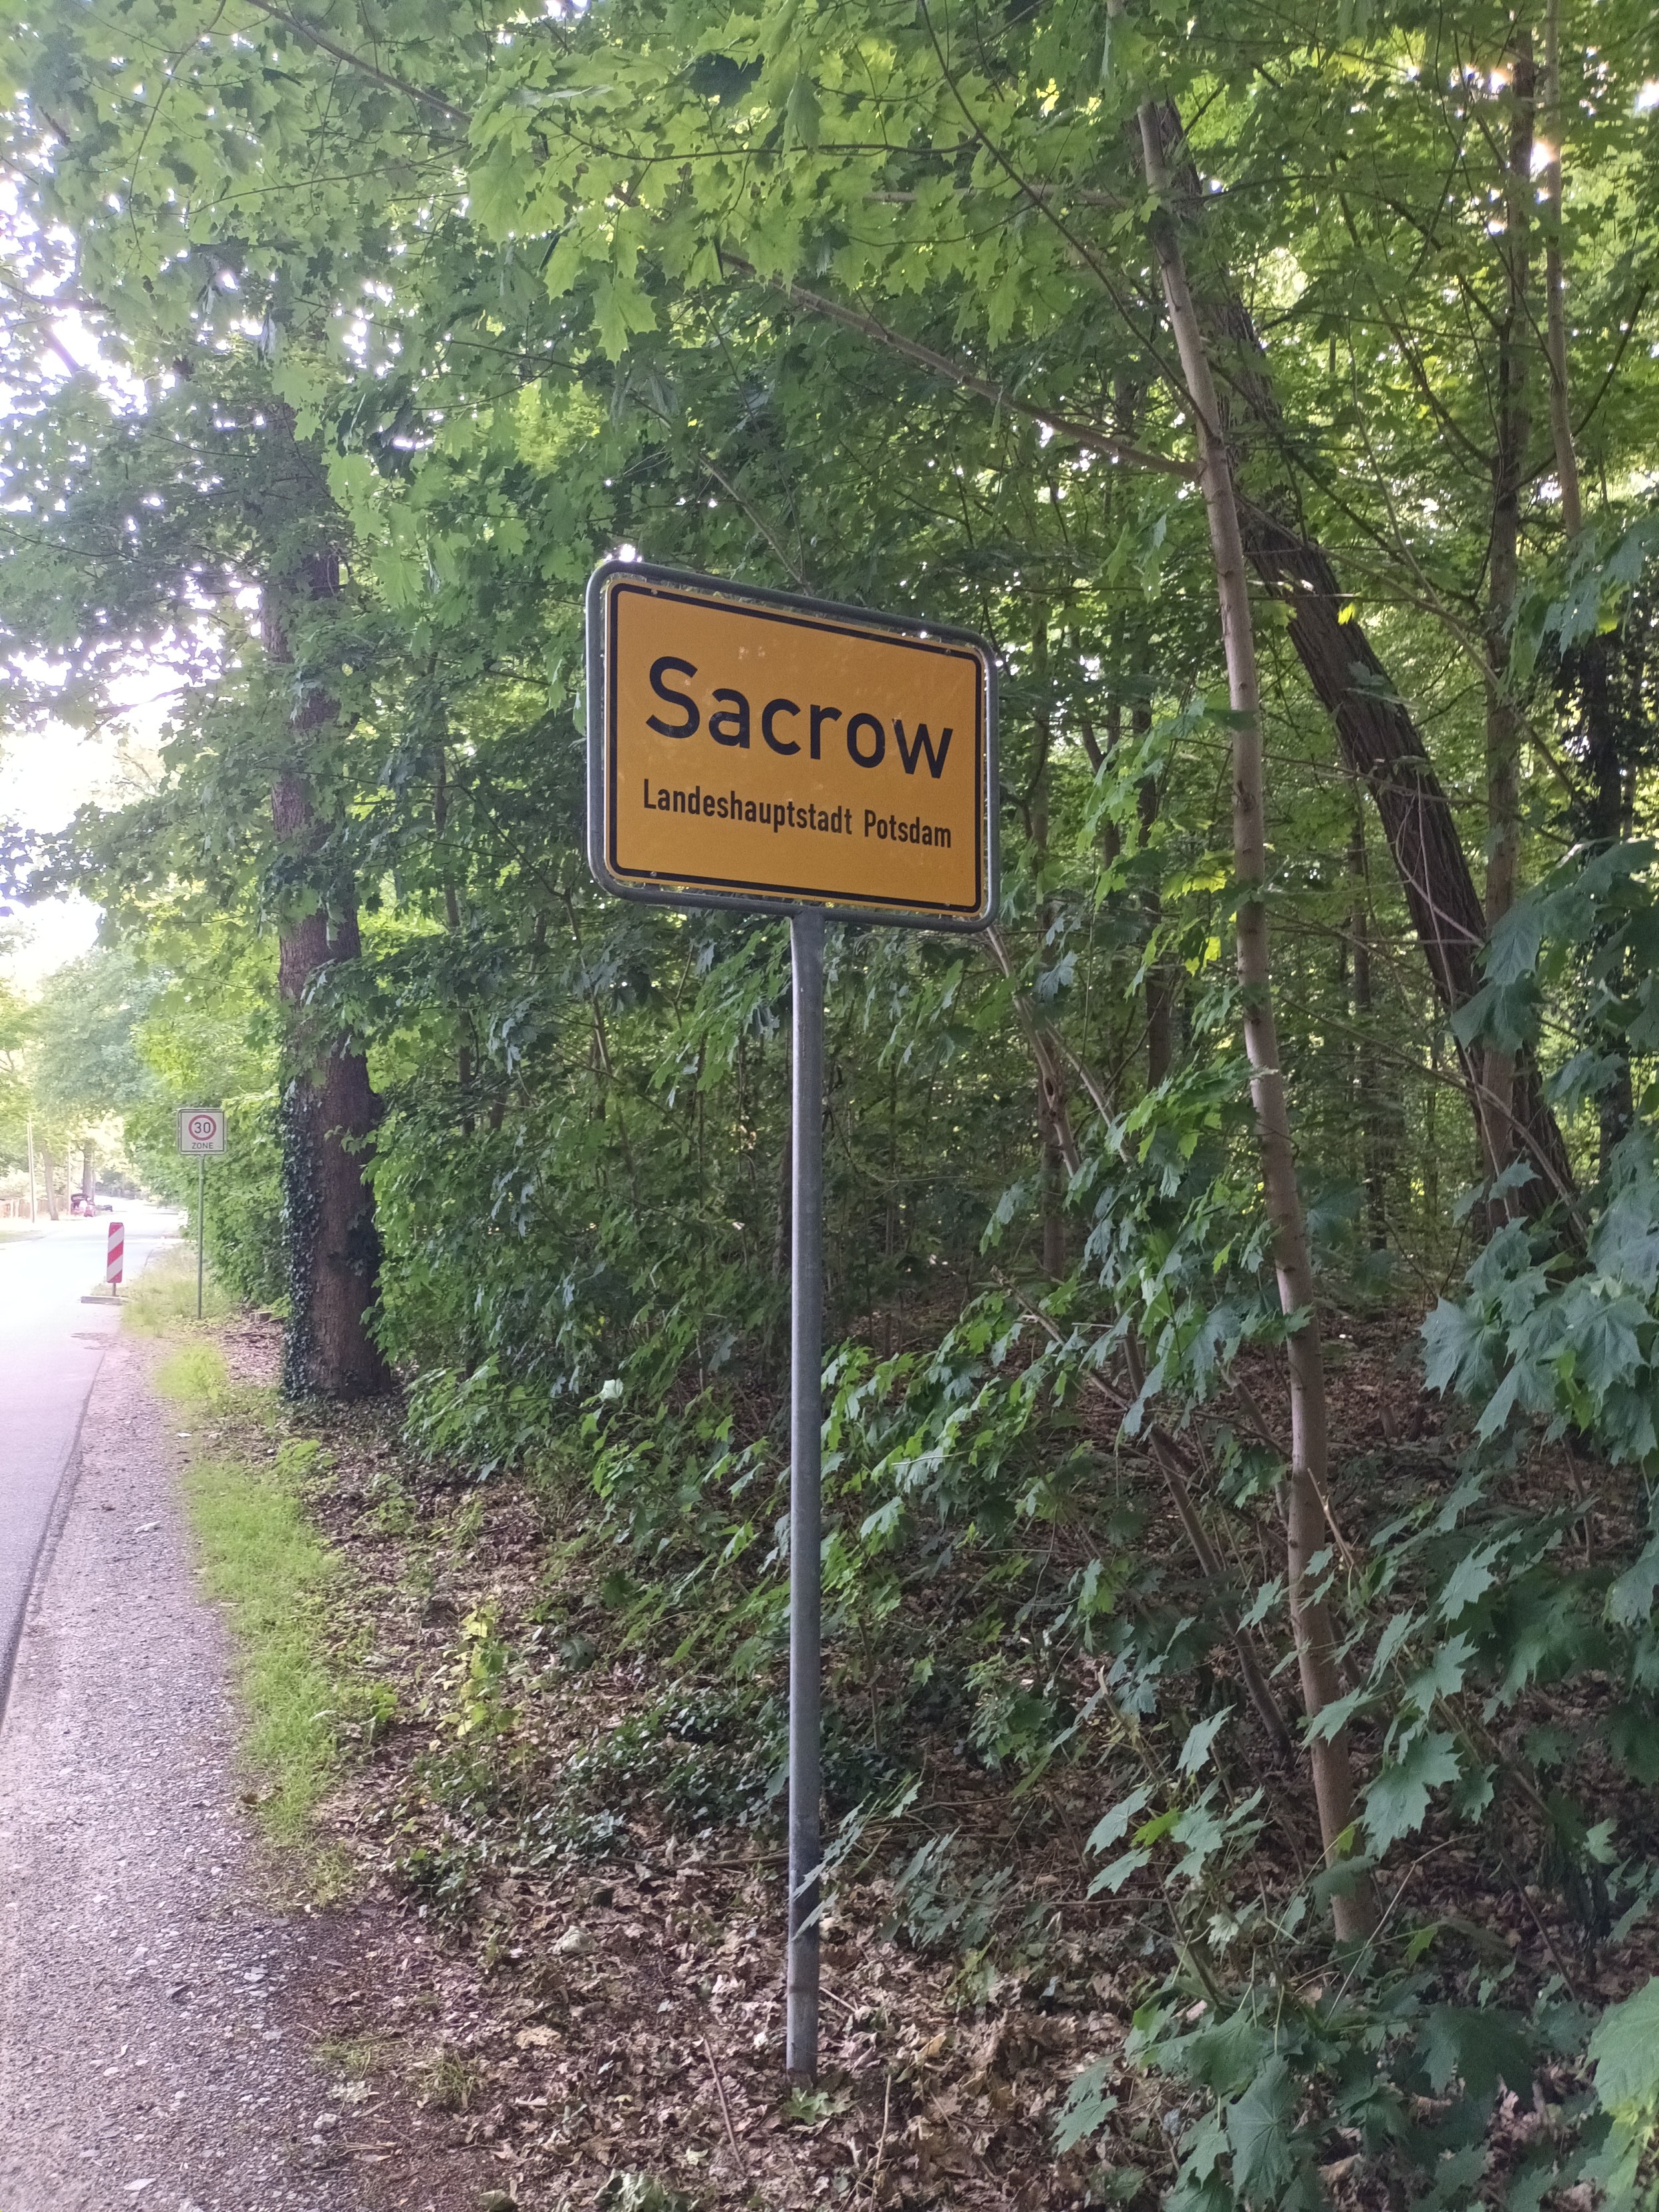 Sacrow
Landeshauptstadt Potsdam
30
ZONE